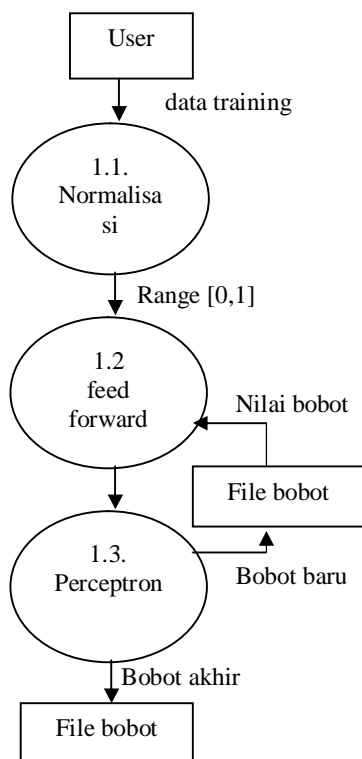 User
data training
1.1.
Normalisa
si
Range [0,1]
1.2
feed
forward
Nilai bobot
File bobot
1.3.
Perceptron
Bobot baru
Bobot akhir
File bobot